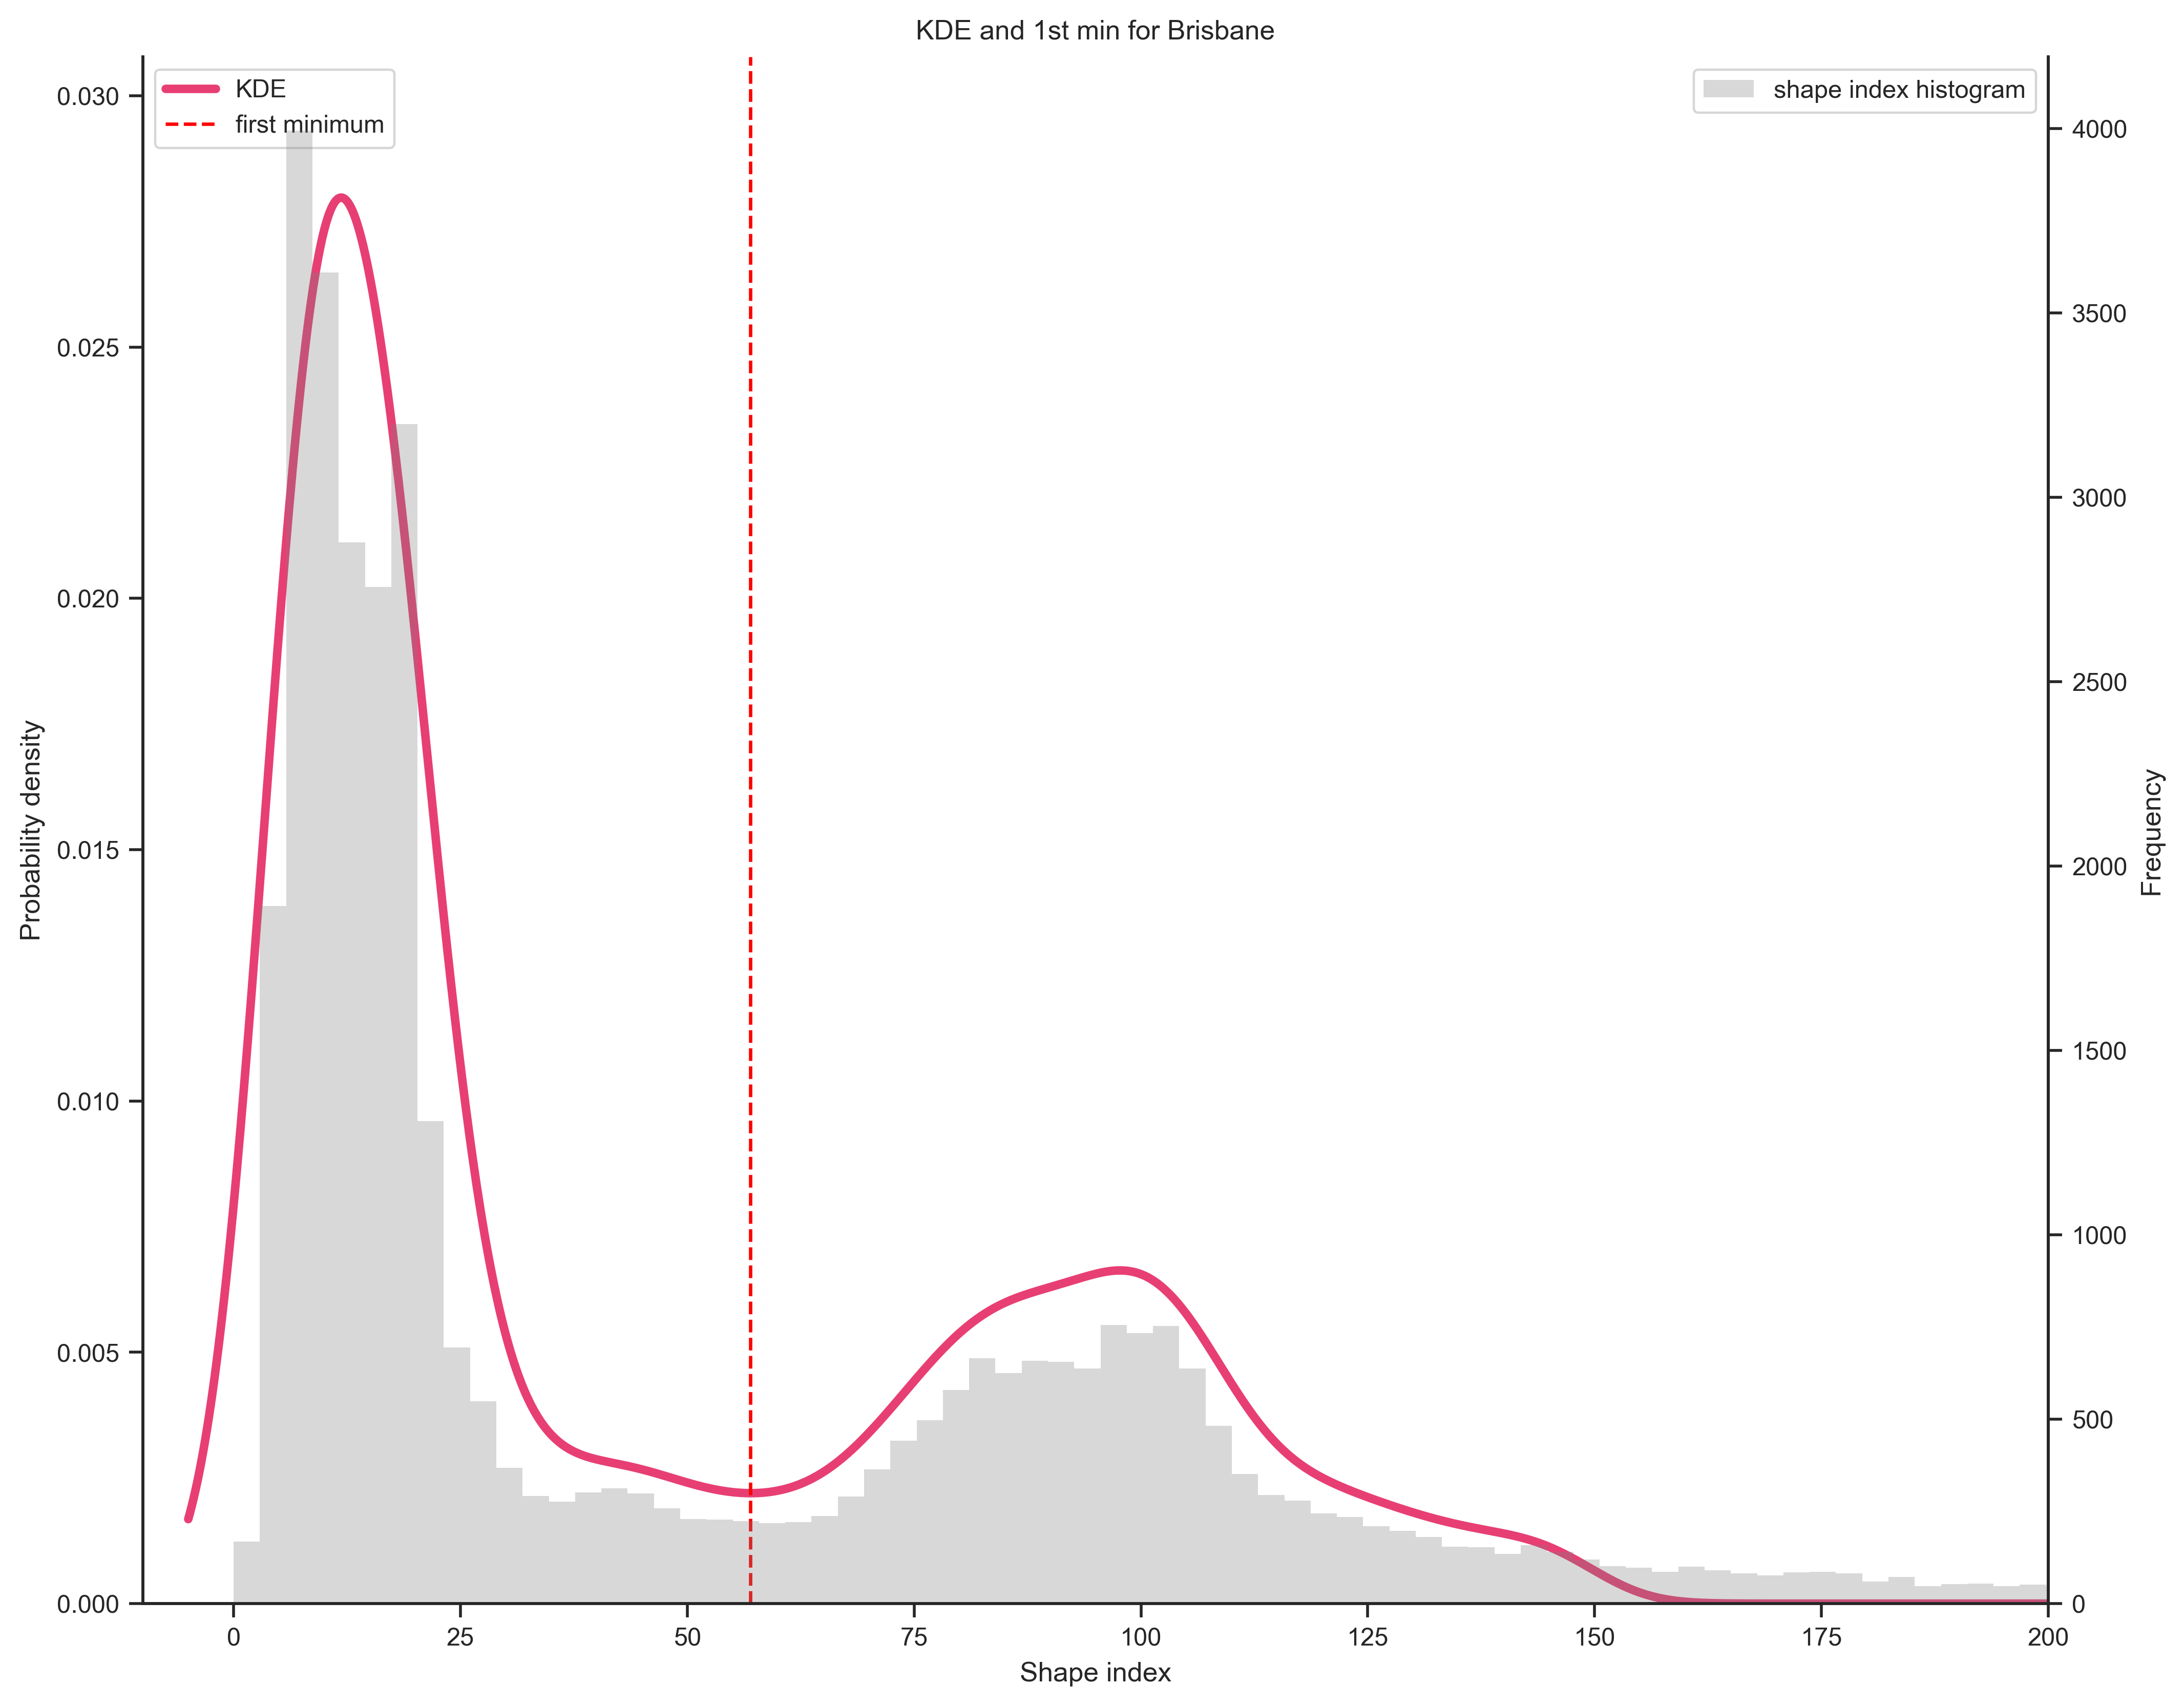 KDE and 1st min for Brisbane
KDE
first minimum
shape index histogram
0.030
0.025
0.020
0.015
0.010
0.005
0.000
Probability density
4000
3500
3000
2500
2000
1500
1000
500
0
Frequency
0 25 50 75 100 125 150 175 200
Shape index